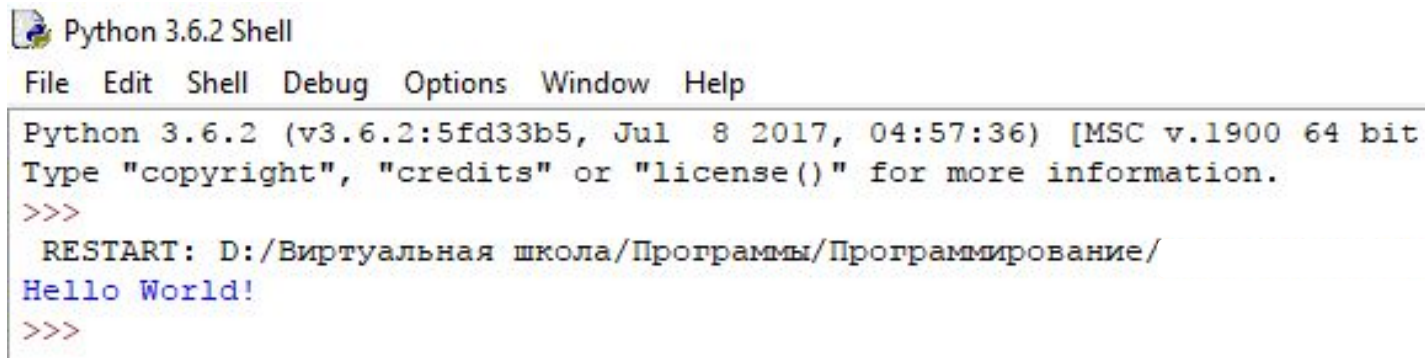 Python 3.6.2 Shell
File Edit Shell Debug Options Window Help
Python 3.6.2 (v3.6.2:5fd33b5, Jul  8 2017, 04:57:36) [MSC v.1900 64 bit
Type "copyright", "credits" or "license()" for more information.
>>>
 RESTART: D:/Виртуальная школа/Программы/Программирование/
Hello World!
>>>